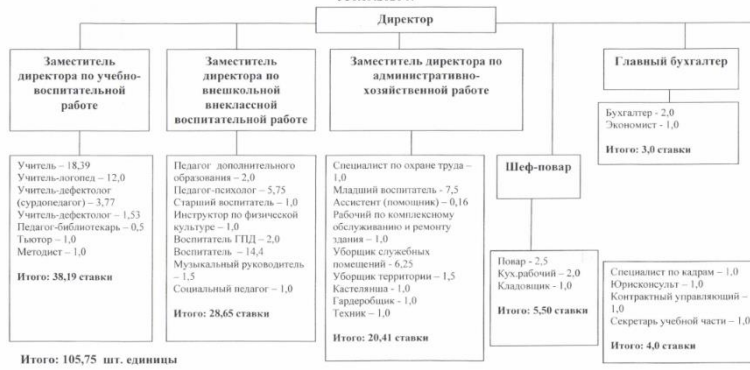 Директор
Заместитель
директора по учебно-
воспитательной
работе
Заместитель
директора по
внешкольной
внеклассной
воспитательной работе
Заместитель директора по
административно-
хозяйственной работе
Главный бухгалтер
Бухгалтер - 2,0
Экономист - 1,0
Итого: 3,0 ставки
Шеф-повар
Учитель – 18,39
Учитель-логопед – 12,0
Учитель-дефектолог
(сурдопедагог) – 3,77
Учитель-дефектолог – 1,53
Педагог-библиотекарь – 0,5
Тьютор – 1,0
Методист – 1,0
Итого: 38,19 ставки
Педагог дополнительного
образования – 2,0
Педагог-психолог – 5,75
Старший воспитатель – 1,0
Инструктор по физической
культуре – 1,0
Воспитатель ГПД – 2,0
Воспитатель – 14,4
Музыкальный руководитель
– 1,5
Социальный педагог – 1,0
Итого: 28,65 ставки
Специалист по охране труда –
1,0
Младший воспитатель – 7,5
Ассистент (помощник) – 0,16
Рабочий по комплексному
обслуживанию и ремонту
здания – 1,0
Уборщик служебных
помещений – 6,25
Уборщик территории – 1,5
Кастелянша – 1,0
Гардеробщик - 1,0
Техник – 1,0
Итого: 20,41 ставки
Повар - 2,5
Кух.рабочий – 2,0
Кладовщик - 1,0
Итого: 5,50 ставки
Специалист по кадрам – 1,0
Юрисконсульт – 1,0
Контрактный управляющий –
1,0
Секретарь учебной части – 1,0
Итого: 4,0 ставки
Итого: 105,75 шт. единицы